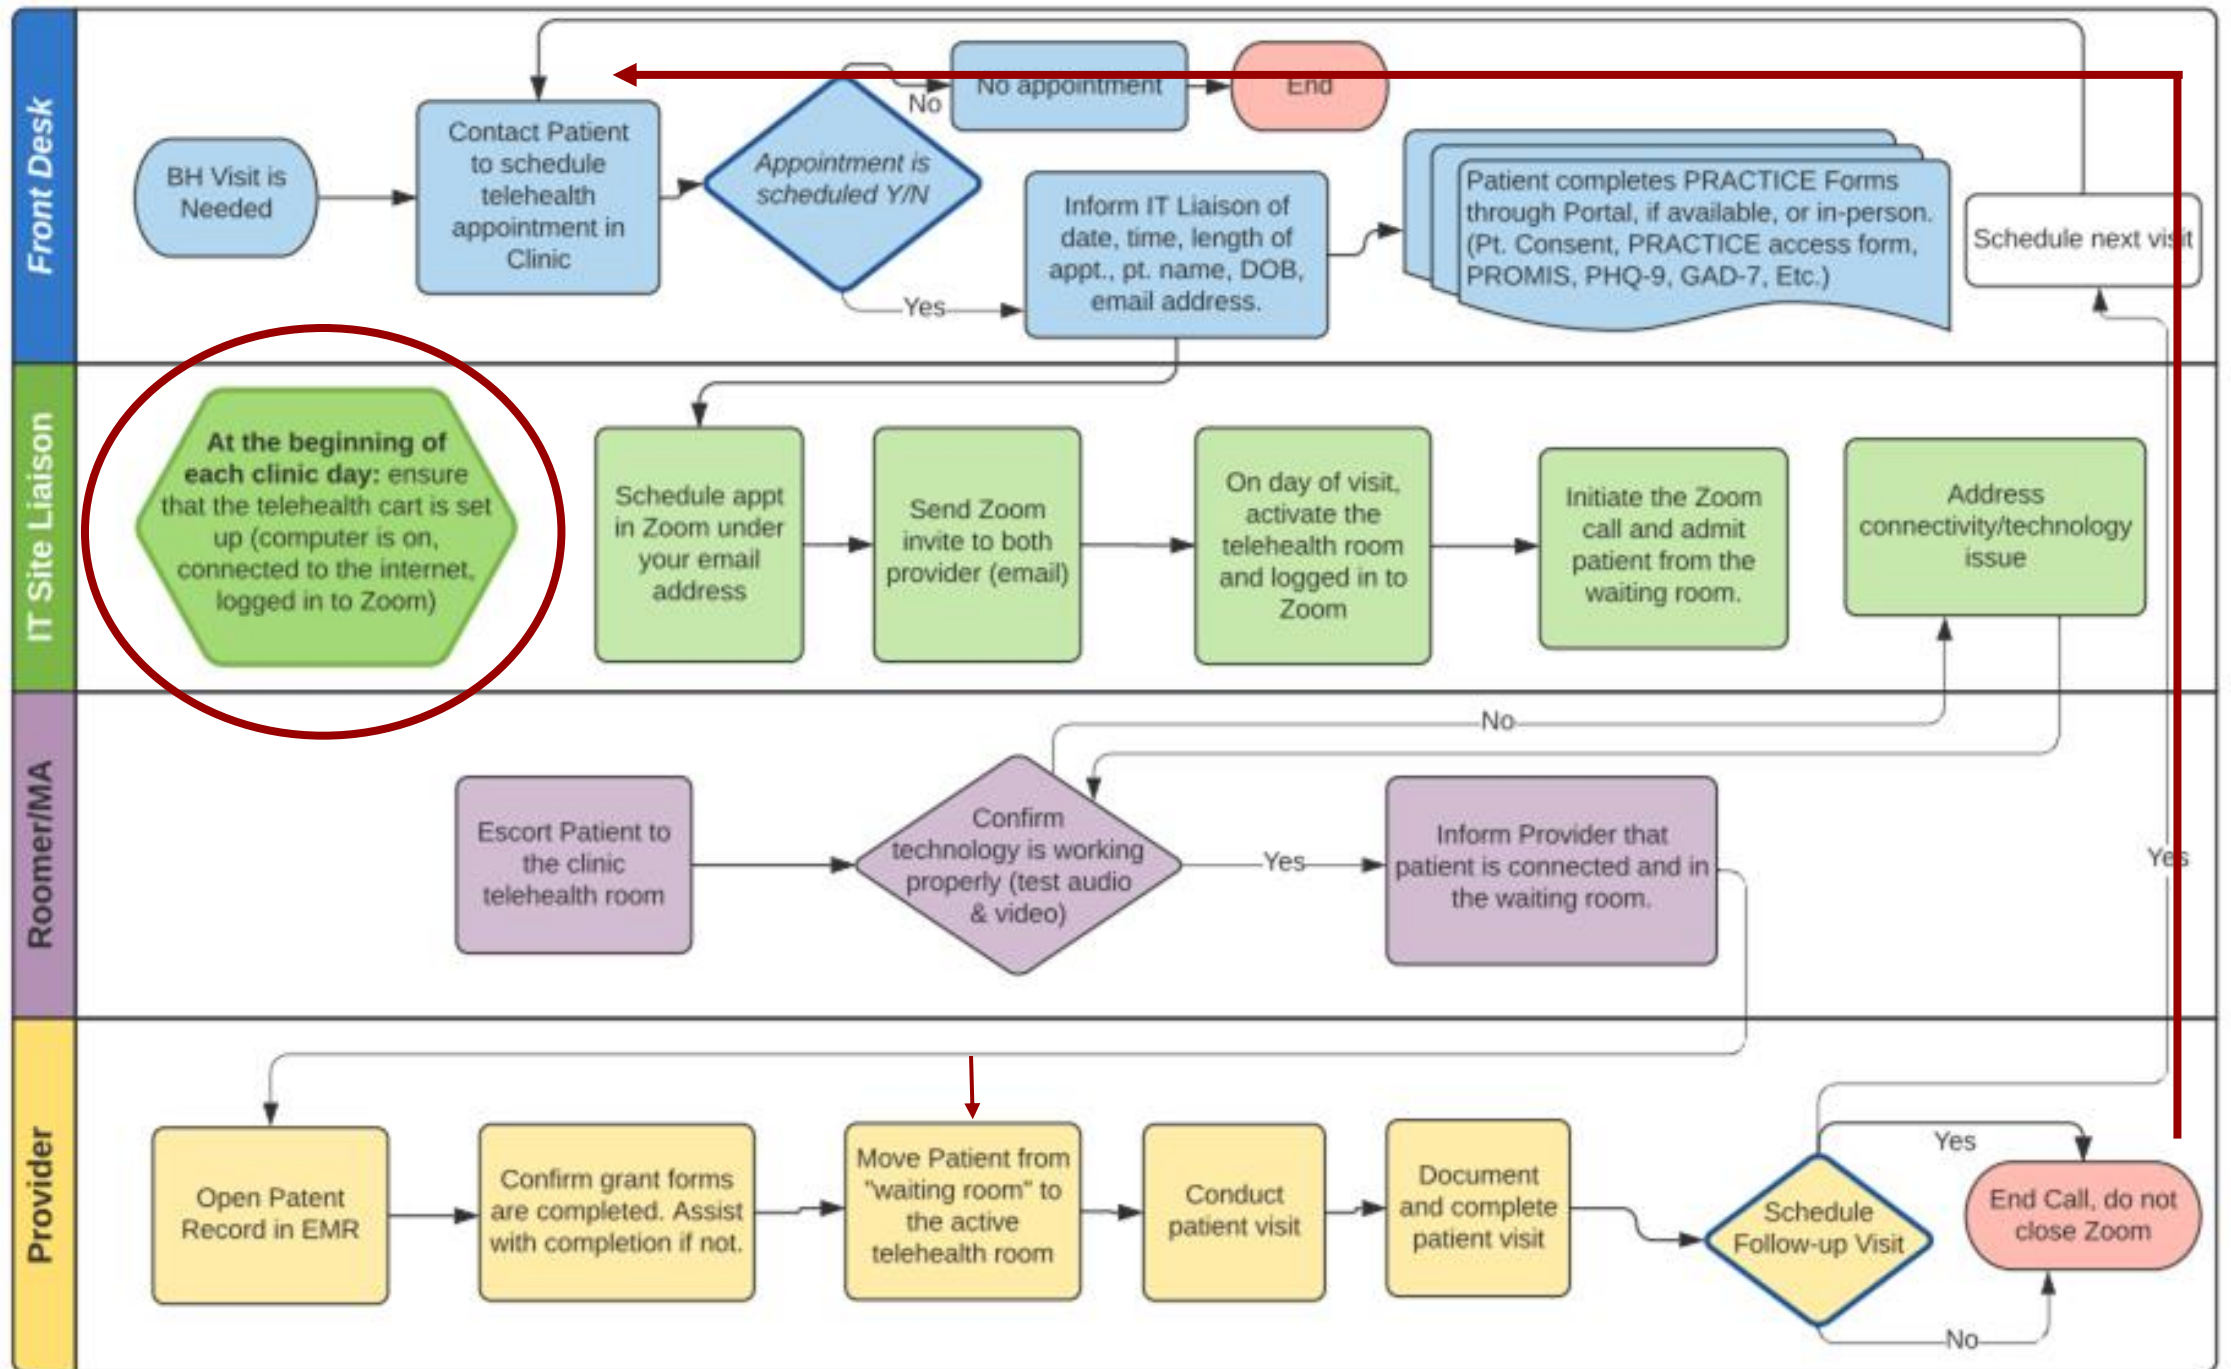 Front Desk
BH Visit is
Needed
Contact Patient
to schedule
telehealth
appointment in
Clinic
Appointment is
scheduled Y/N
No
No appointment
End
Yes
Inform IT Liaison of
date, time, length of
appt., pt. name, DOB,
email address.
Patient completes PRACTICE Forms
through Portal, if available, or in-person.
(Pt. Consent, PRACTICE access form,
PROMIS, PHQ-9, GAD-7, Etc.)
Schedule next visit
IT Site Liaison
At the beginning of
each clinic day: ensure
that the telehealth cart is set
up (computer is on,
connected to the internet,
logged in to Zoom)
Schedule appt
in Zoom under
your email
address
Send Zoom
invite to both
provider (email)
On day of visit,
activate the
telehealth room
and logged in to
Zoom
Initiate the Zoom
call and admit
patient from the
waiting room.
Address
connectivity/technology
issue
Roomer/MA
Escort Patient to
the clinic
telehealth room
No
Confirm
technology is working
properly (test audio
& video)
Yes
Inform Provider that
patient is connected and in
the waiting room.
Yes
Provider
Open Patent
Record in EMR
Confirm grant forms
are completed. Assist
with completion if not.
Move Patient from
"waiting room" to
the active
telehealth room
Conduct
patient visit
Document
and complete
patient visit
Schedule
Follow-up Visit
Yes
End Call, do not
close Zoom
No